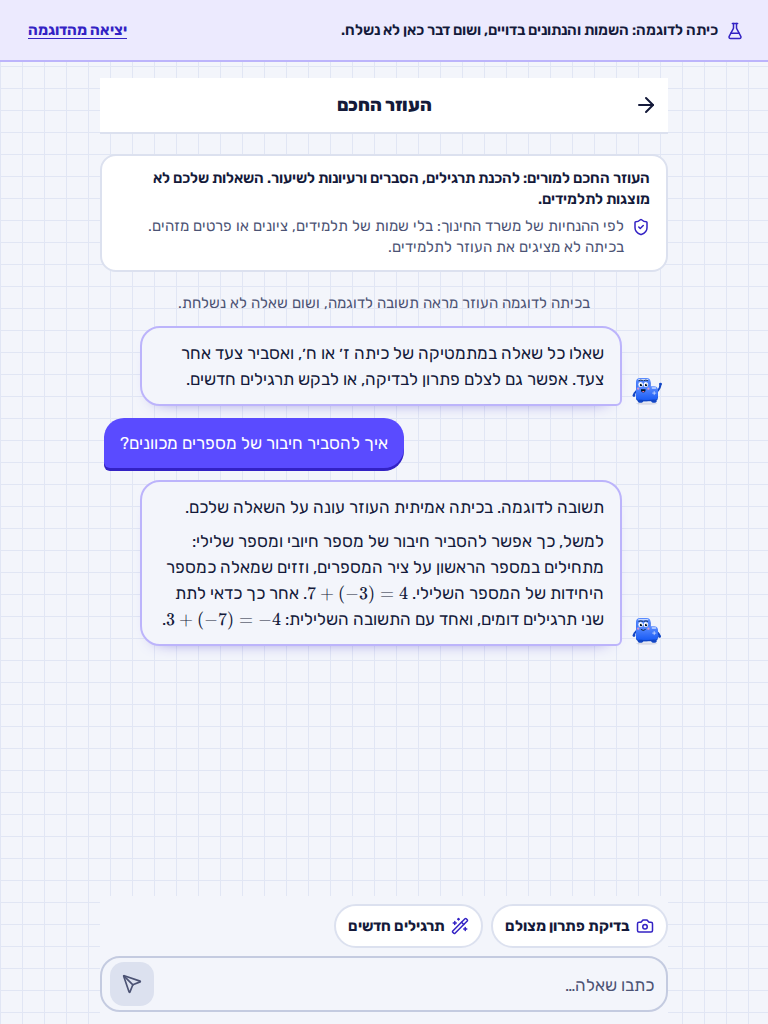 כיתה לדוגמה: השמות והנתונים בדויים, ושום דבר כאן לא נשלח.
יציאה מהדוגמה
העוזר החכם
העוזר החכם למורים: להכנת תרגילים, הסברים ורעיונות לשיעור. השאלות שלכם לא
מוצגות לתלמידים.
לפי ההנחיות של משרד החינוך: בלי שמות של תלמידים, ציונים או פרטים מזהים.
בכיתה לא מציגים את העוזר לתלמידים.
בכיתה לדוגמה העוזר מראה תשובה לדוגמה, ושום שאלה לא נשלחת.
שאלו כל שאלה במתמטיקה של כיתה ז׳ או ח׳, ואסביר צעד אחר
צעד. אפשר גם לצלם פתרון לבדיקה, או לבקש תרגילים חדשים.
איך להסביר חיבור של מספרים מכוונים?
תשובה לדוגמה. בכיתה אמיתית העוזר עונה על השאלה שלכם.
למשל, כך אפשר להסביר חיבור של מספר חיובי ומספר שלילי:
מתחילים במספר הראשון על ציר המספרים, וזזים שמאלה כמספר
היחידות של המספר השלילי. 7 + (−3) = 4. אחר כך כדאי לתת
שני תרגילים דומים, ואחד עם התשובה השלילית: 3 + (−7) = −4.
בדיקת פתרון מצולם
תרגילים חדשים
כתבו שאלה...